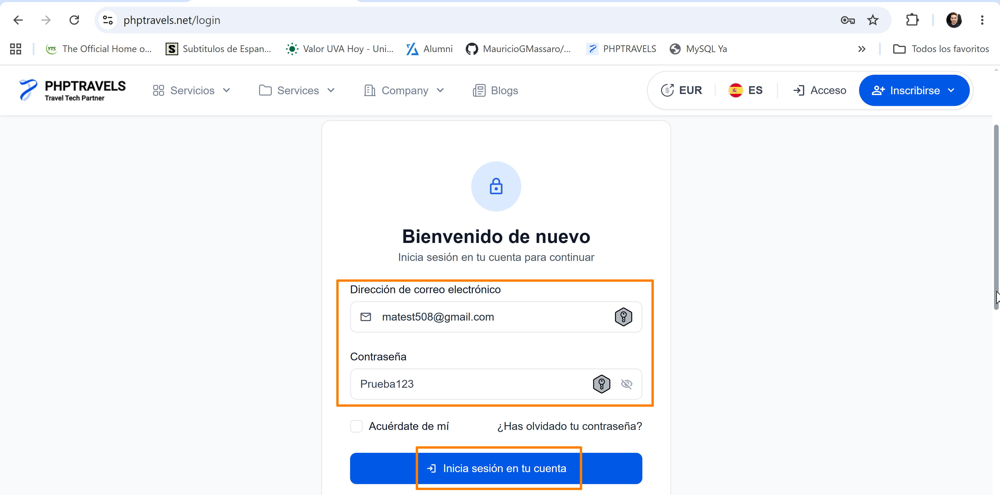 phptravels.net/login
YTS The Official Home o... S Subtitulos de Espan... Valor UVA Hoy - Uni... Alumni MauricioGMassaro/... PHPTRAVELS MySQL Ya Todos los favoritos
PHPTRAVELS
Travel Tech Partner
Servicios Services Company Blogs $ EUR ES Acceso Inscribirse
Bienvenido de nuevo
Inicia sesión en tu cuenta para continuar
Dirección de correo electrónico
matest508@gmail.com
Contraseña
Prueba123
Acuérdate de mí ¿Has olvidado tu contraseña?
Inicia sesión en tu cuenta